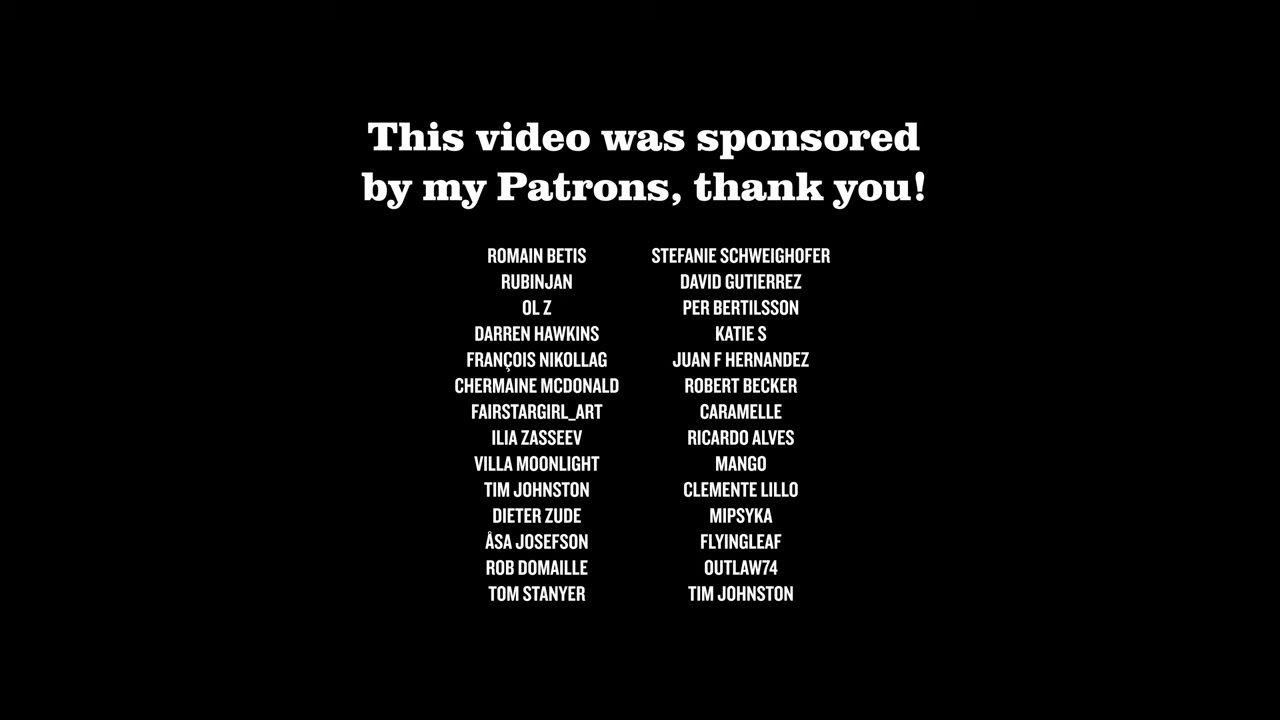 This video was sponsored
by my Patrons, thank you!
ROMAIN BETIS
RUBINJAN
OL Z
DARREN HAWKINS
FRANÇOIS NIKOLLAG
CHERMAINE MCDONALD
FAIRSTARGIRL_ART
ILIA ZASSEEV
VILLA MOONLIGHT
TIM JOHNSTON
DIETER ZUDE
ÅSA JOSEFSON
ROB DOMAILLE
TOM STANYER
STEFANIE SCHWEIGHOFER
DAVID GUTIERREZ
PER BERTILSSON
KATIE S
JUAN F HERNANDEZ
ROBERT BECKER
CARAMELLE
RICARDO ALVES
MANGO
CLEMENTE LILLO
MIPSYKA
FLYINGLEAF
OUTLAW74
TIM JOHNSTON